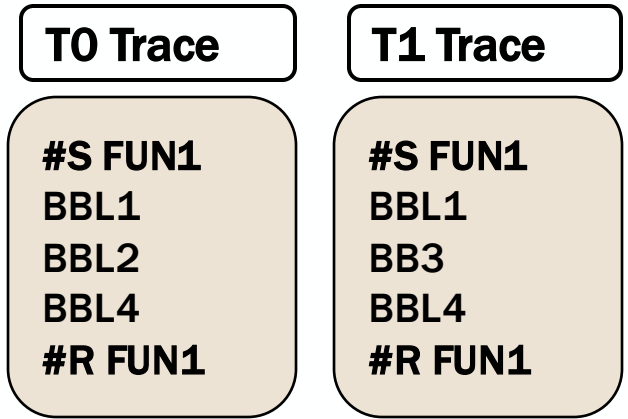 T0 Trace
#S FUN1
BBL1
BBL2
BBL4
#R FUN1
T1 Trace
#S FUN1
BBL1
BB3
BBL4
#R FUN1